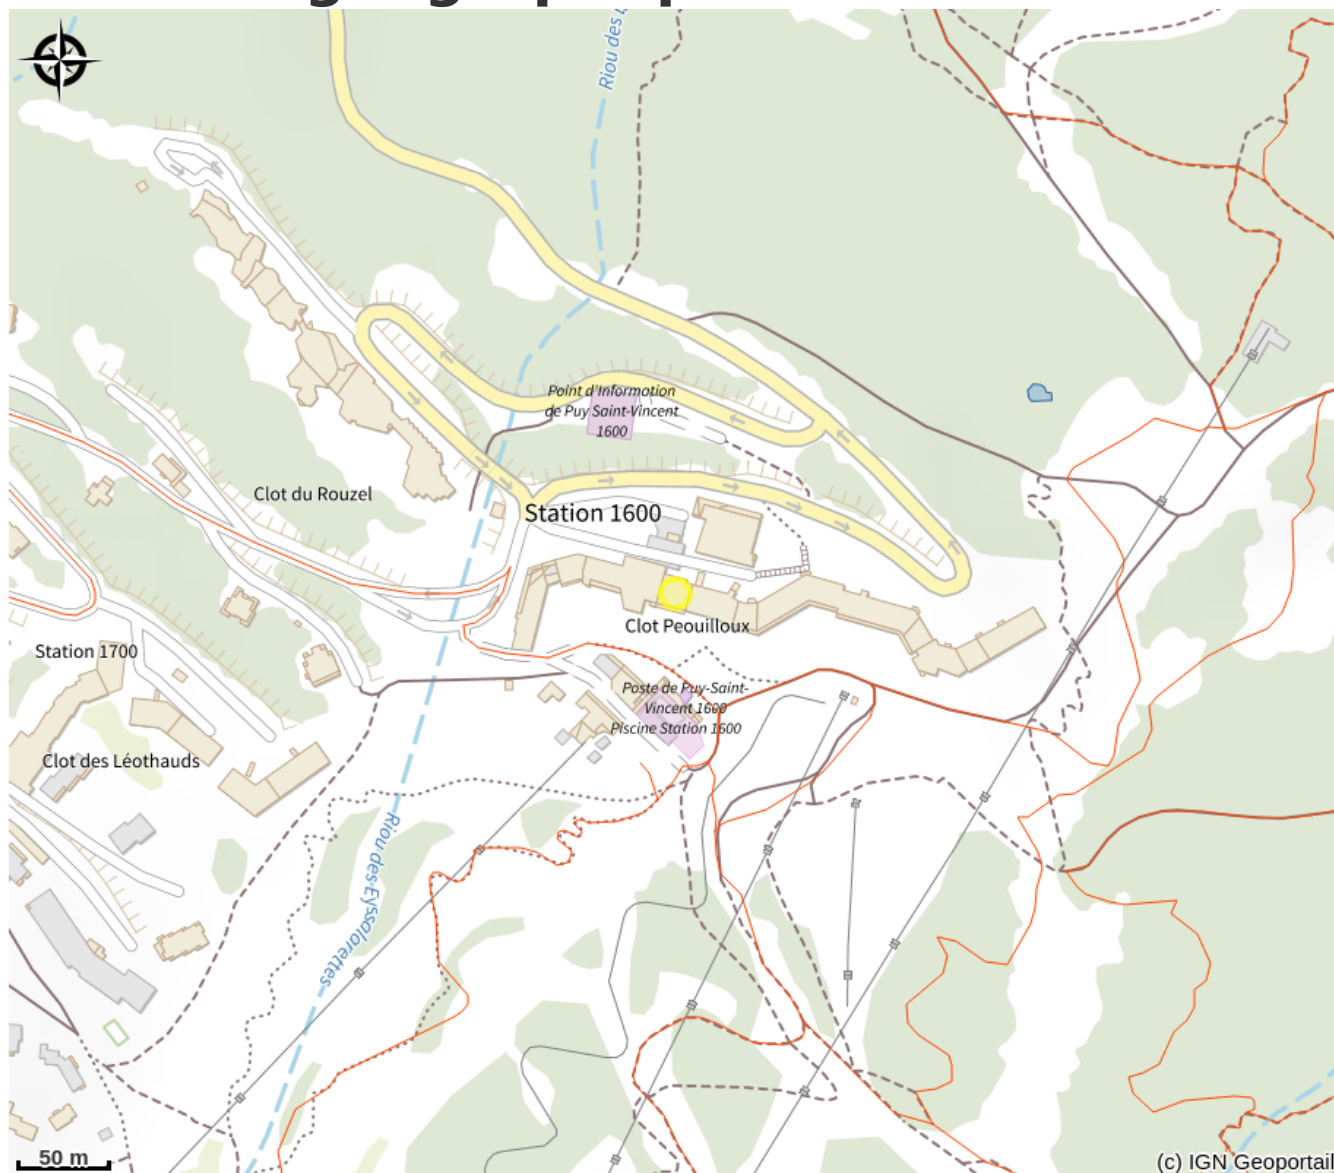 Riou des
Point d'Information
de Puy Saint-Vincent
1600
Clot du Rouzel
Station 1600
Clot Peouilloux
Station 1700
Poste de Puy-Saint-
Vincent 1600
Piscine Station 1600
Clot des Léothauds
Riou des Eyssalarettes
50 m
(c) IGN Geoportail